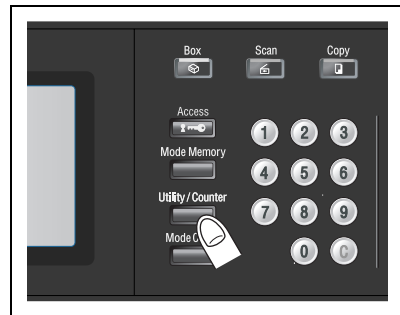 Box Scan Copy
Access
1 2 3
Mode Memory
4 5 6
Utility / Counter
7 8 9
Mode
0 C